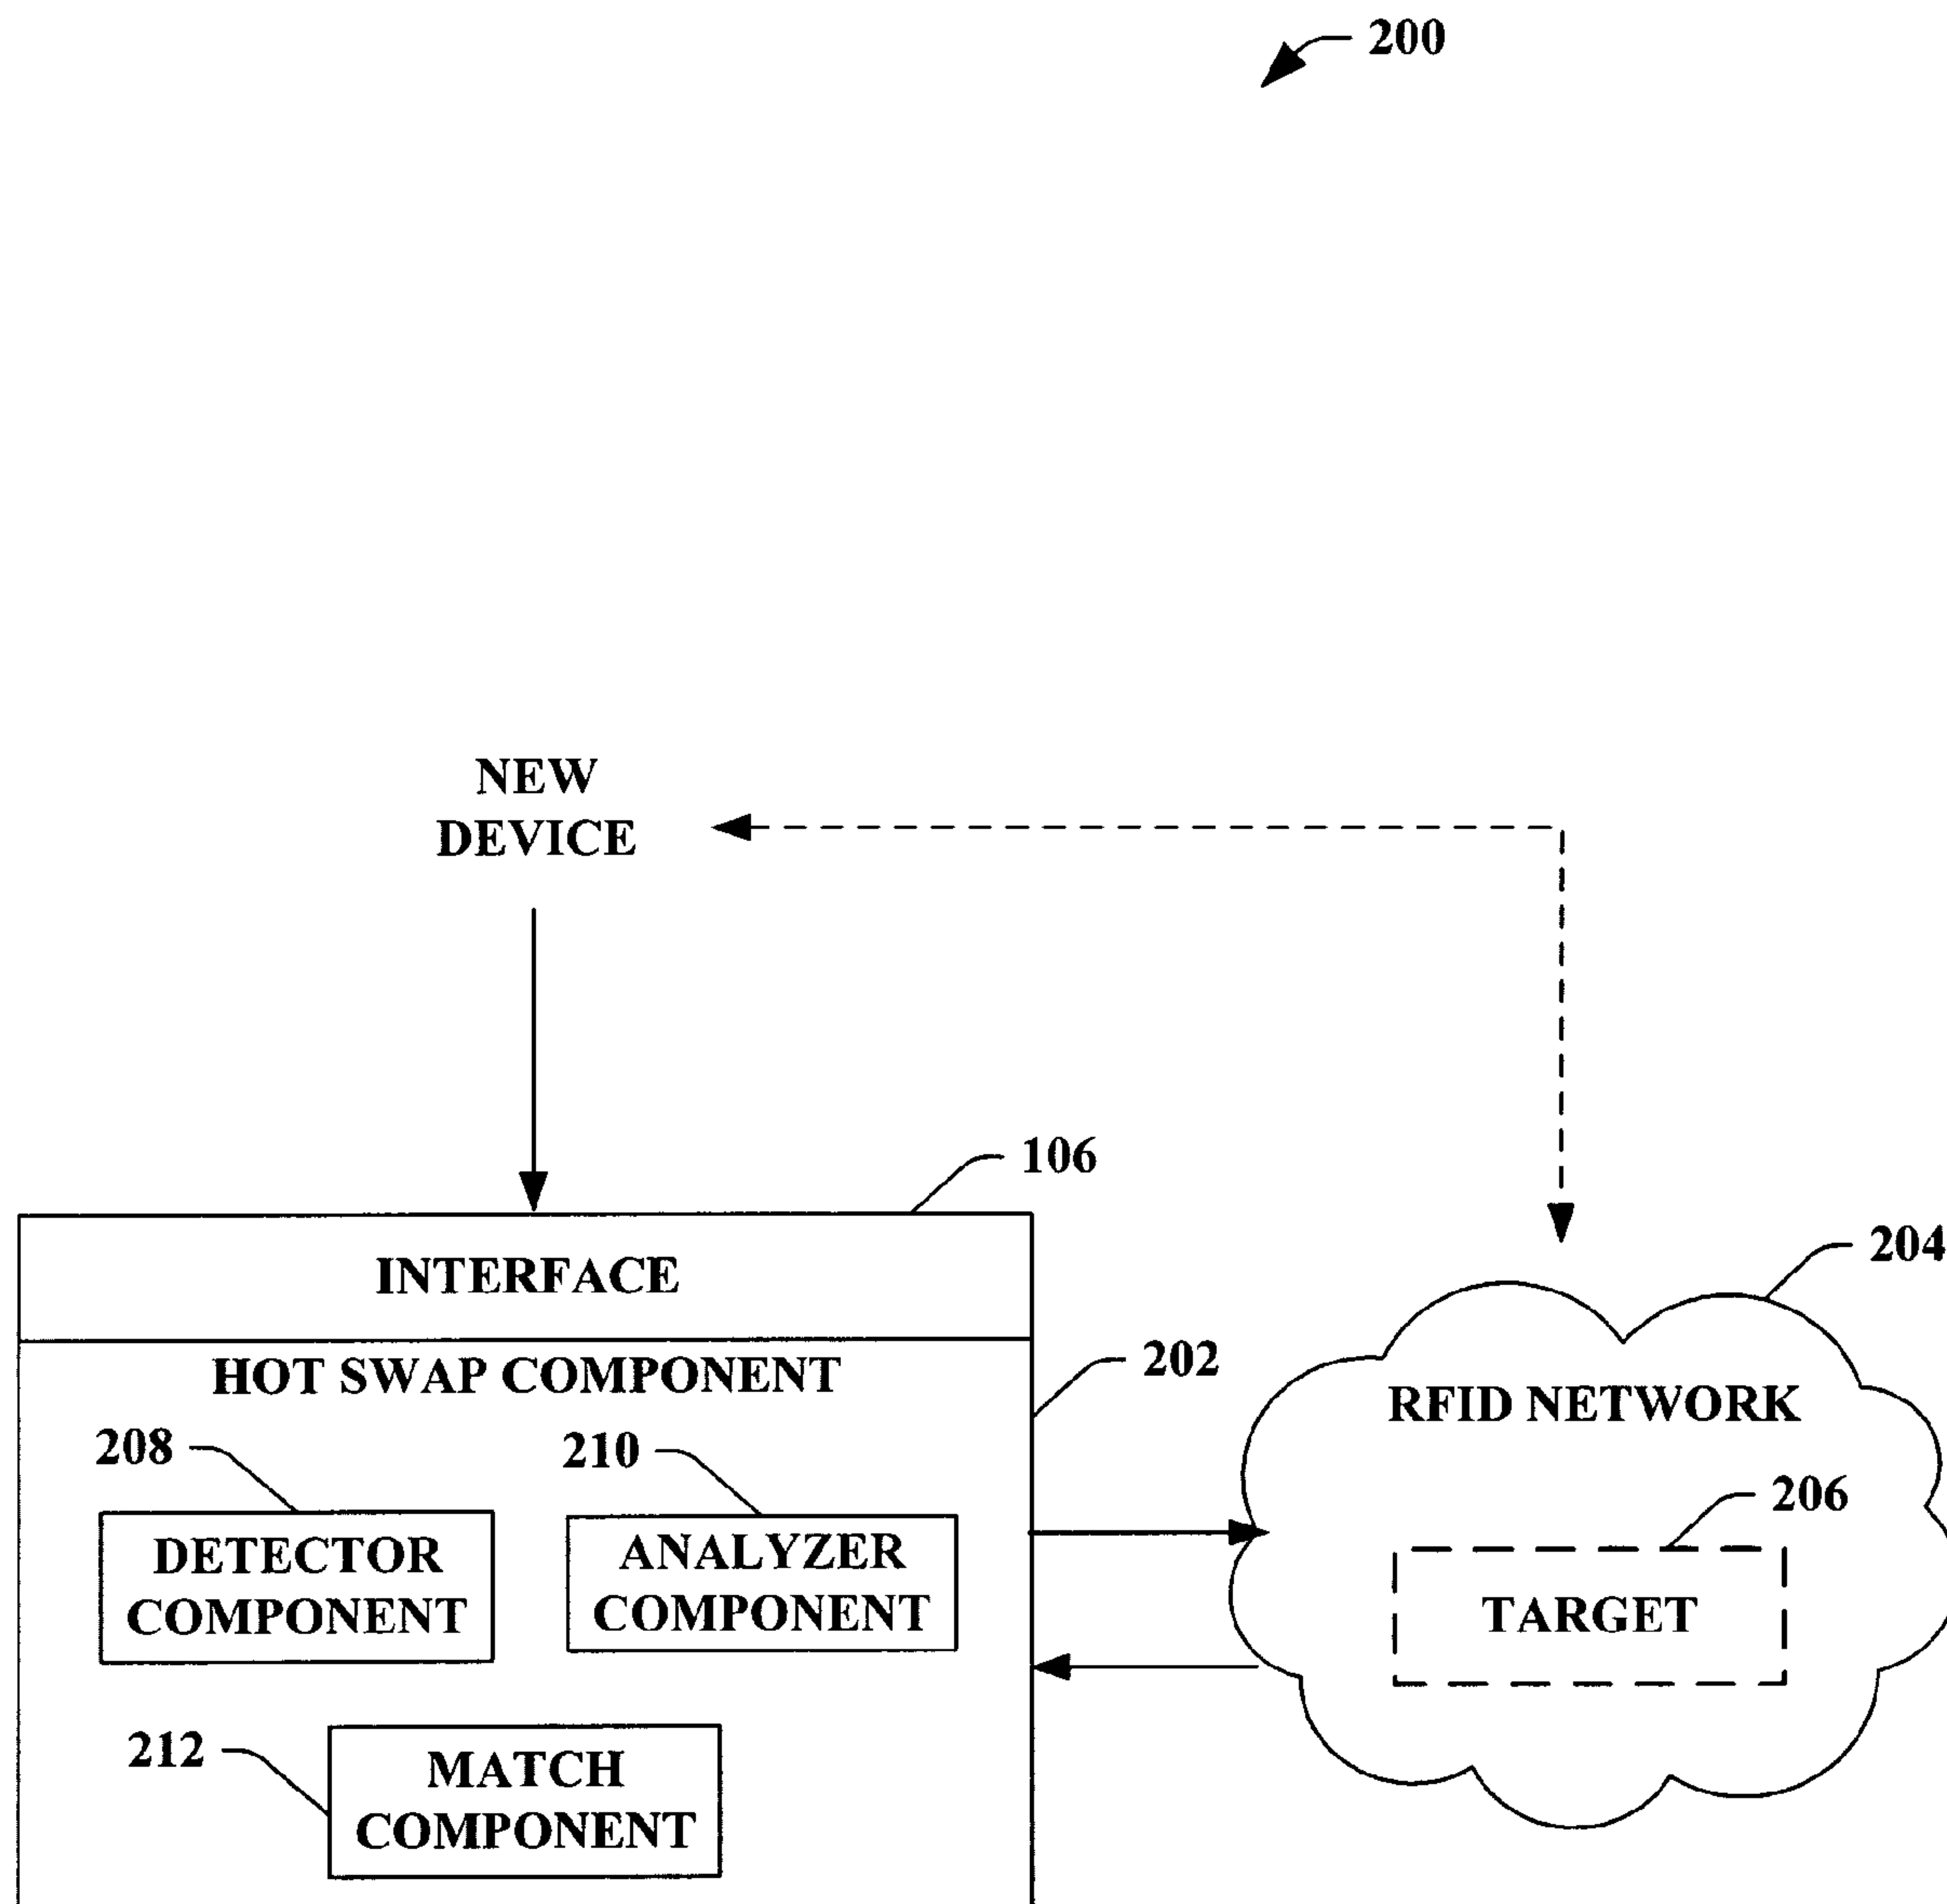 200
NEW
DEVICE
106
INTERFACE
204
202
HOT SWAP COMPONENT
RFID NETWORK
208
210
206
DETECTOR
COMPONENT
ANALYZER
COMPONENT
TARGET
212
MATCH
COMPONENT